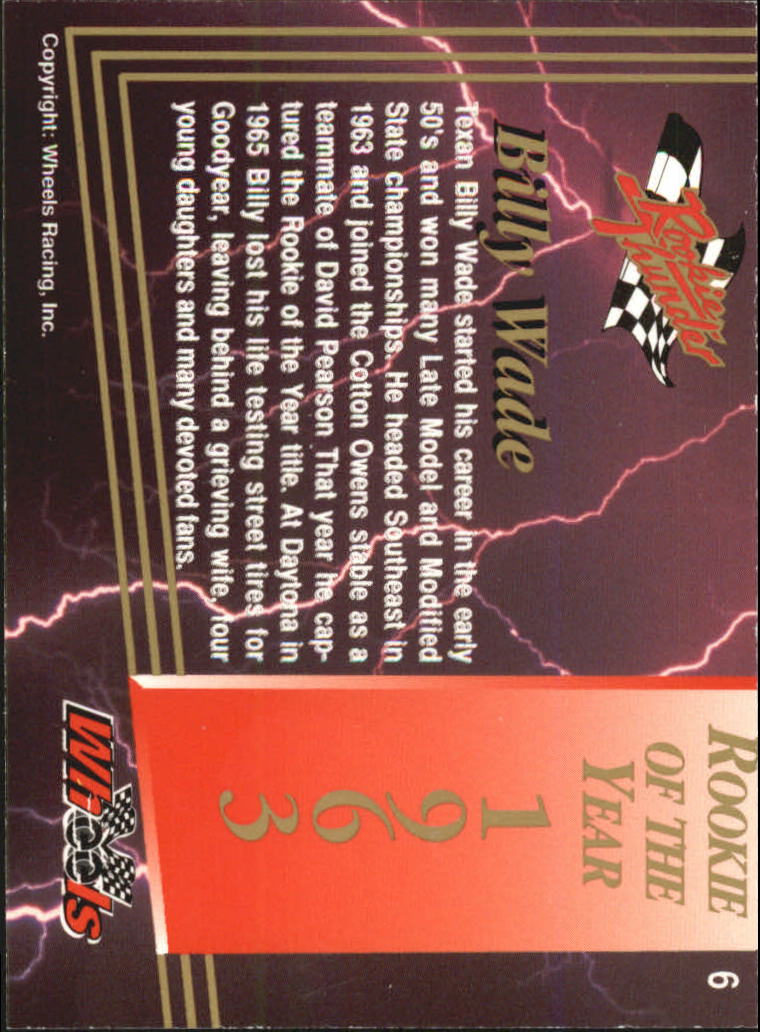 Rookie
Thunder
Billy Wade
Texan Billy Wade started his career in the early
50's and won many Late Model and Modified
State championships. He headed Southeast in
1963 and joined the Cotton Owens stable as a
teammate of David Pearson. That year he cap-
tured the Rookie of the Year title. At Daytona in
1965 Billy lost his life testing street tires for
Goodyear, leaving behind a grieving wife, four
young daughters and many devoted fans.
Copyright: Wheels Racing, Inc.
6
ROOKIE
OF THE
YEAR
1963
Wheels